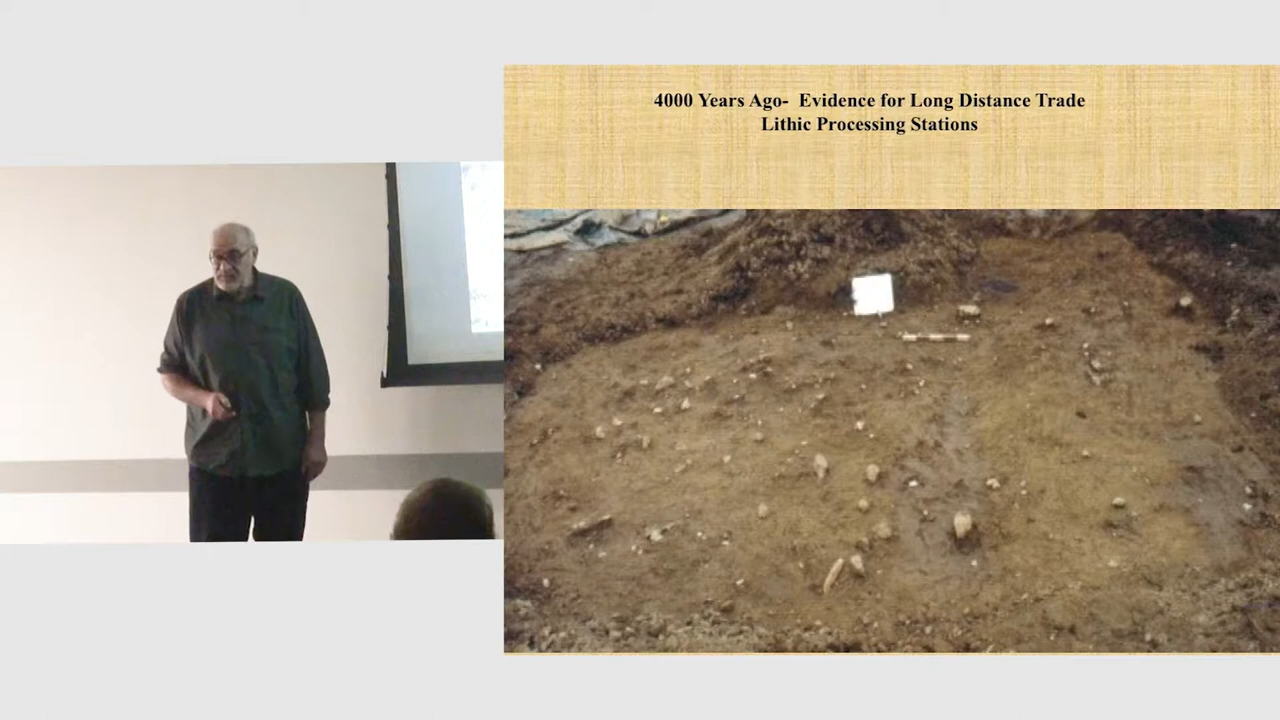 4000 Years Ago-  Evidence for Long Distance Trade
Lithic Processing Stations